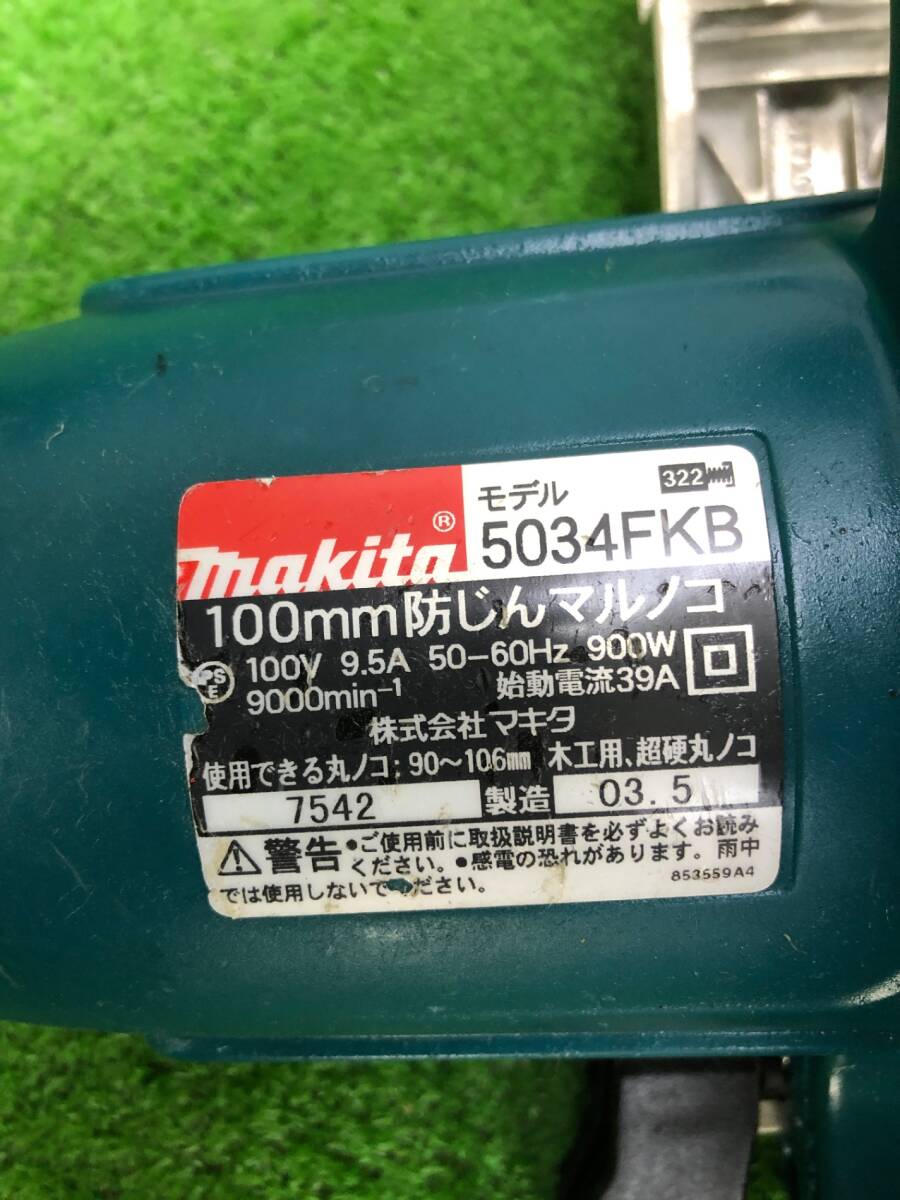 322
モデル
makita®
5034FKB
100mm防じんマルノコ
PSE
100V 9.5A 50-60Hz 900W
9000min-1 始動電流39A
株式会社マキタ
使用できる丸ノコ:90〜106mm 木工用、超硬丸ノコ
7542 製造 03.5
⚠警告 •ご使用前に取扱説明書を必ずよくお読み
ください。•感電の恐れがあります。雨中
では使用しないでください。
853559A4